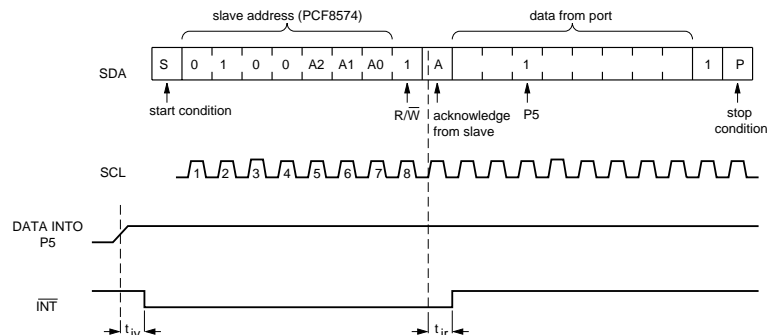 slave address (PCF8574) data from port
SDA S 0 1 0 0 A2 A1 A0 1 A 1 1 P
start condition R/W acknowledge from slave P5 stop condition
SCL 1 2 3 4 5 6 7 8
DATA INTO P5
INT
tiv tir